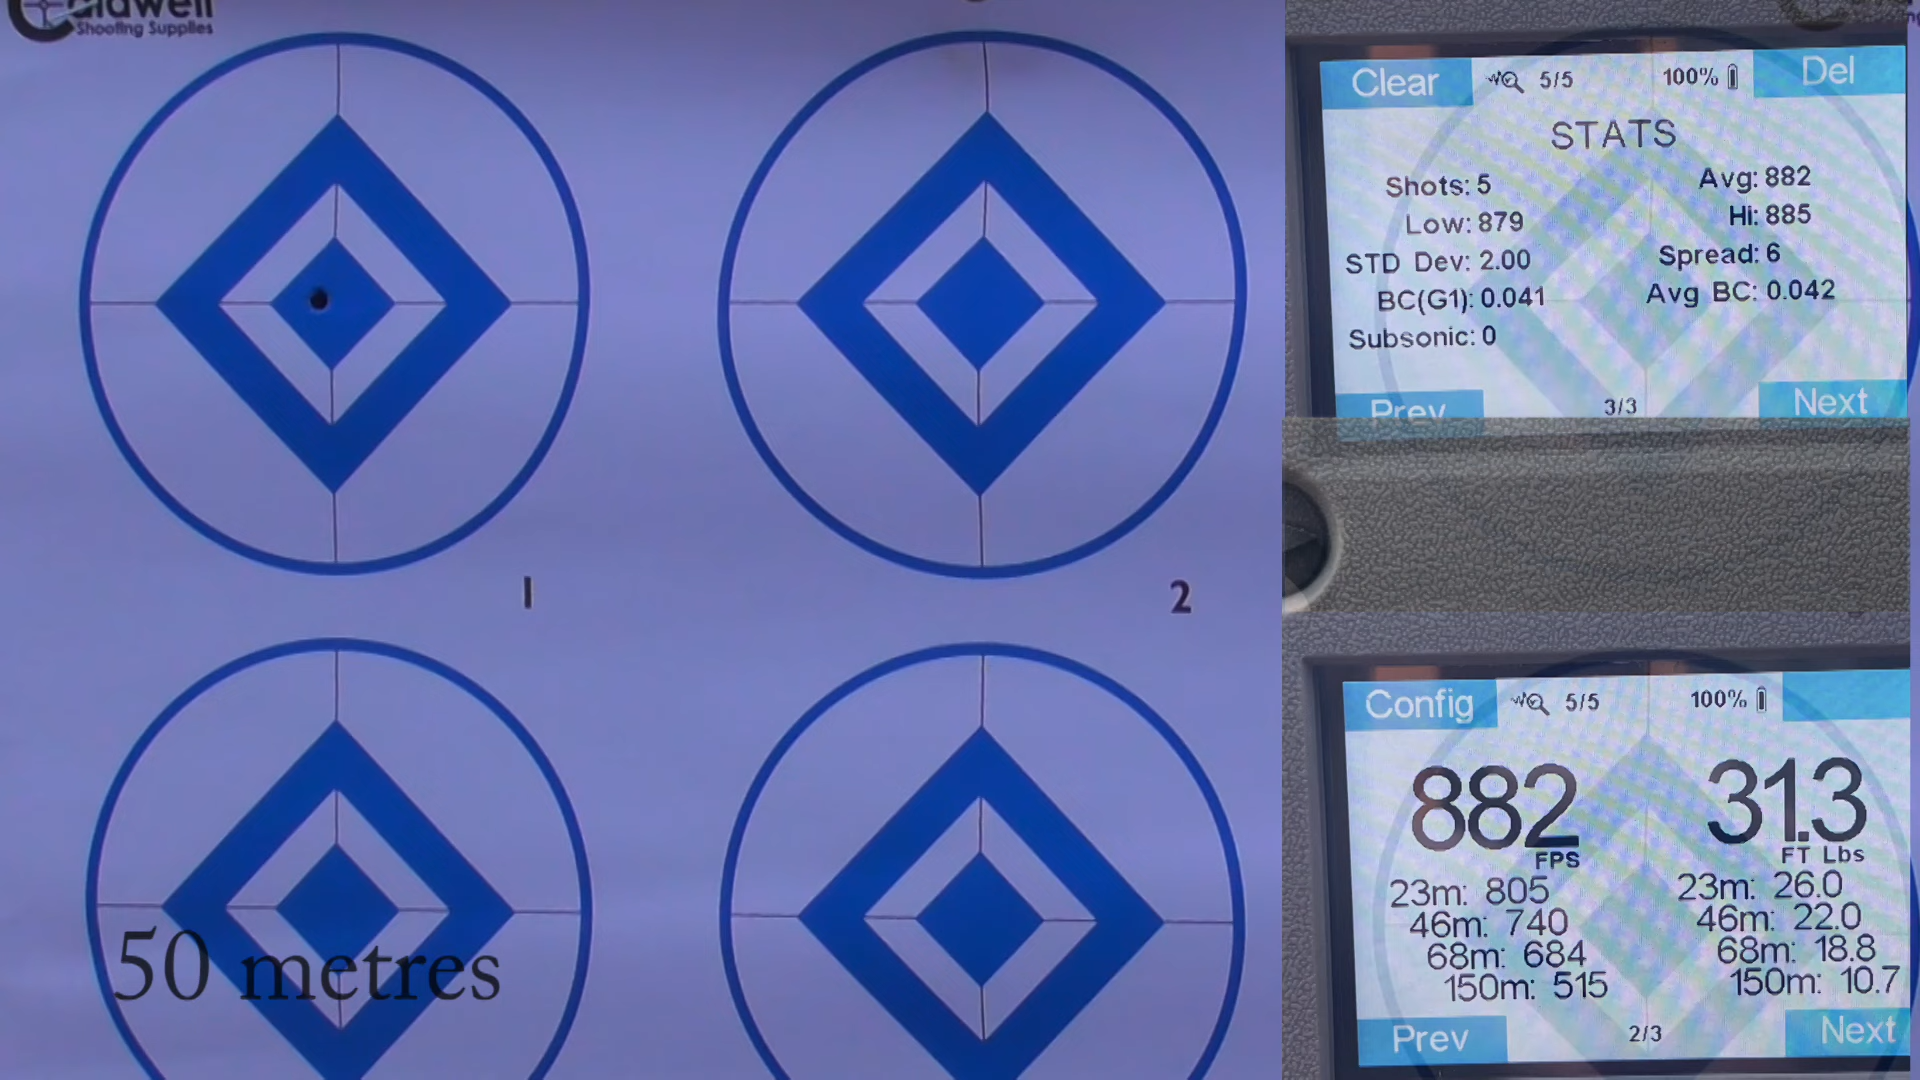 Caldwell
Shooting Supplies
1
2
50 metres
Clear 5/5 100% Del
STATS
Shots: 5 Avg: 882
Low: 879 Hi: 885
STD Dev: 2.00 Spread: 6
BC(G1): 0.041 Avg BC: 0.042
Subsonic: 0
Prev 3/3 Next
Config 5/5 100%
882 FPS 31.3 FT Lbs
23m: 805 23m: 26.0
46m: 740 46m: 22.0
68m: 684 68m: 18.8
150m: 515 150m: 10.7
Prev 2/3 Next